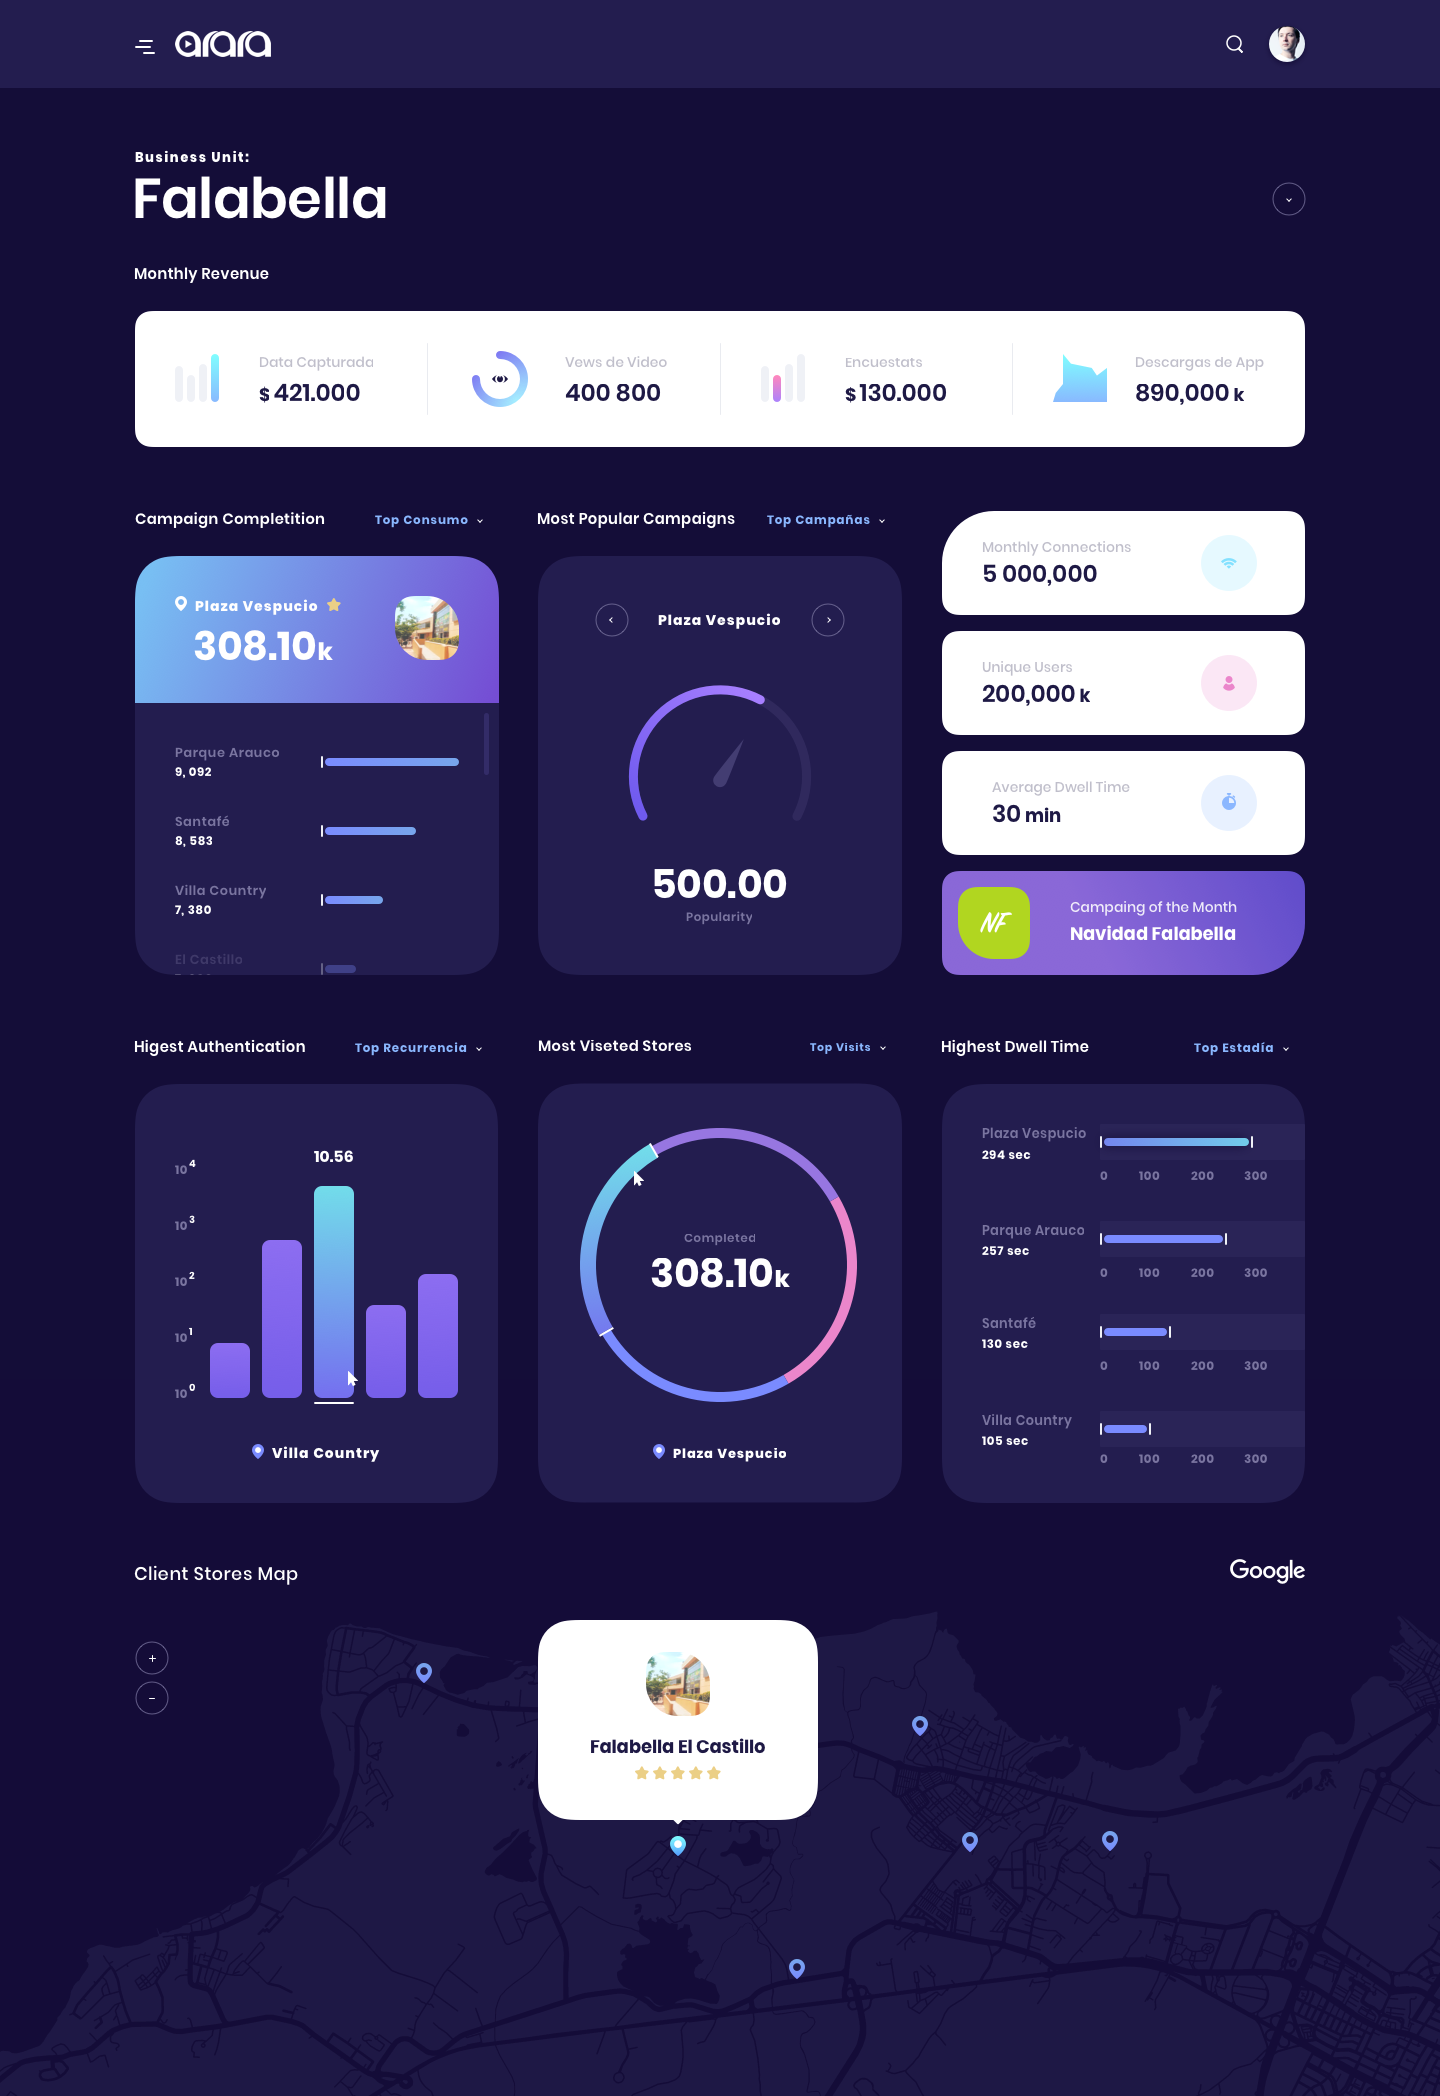 arara
Business Unit:
Falabella
Monthly Revenue
Data Capturada
$ 421.000
Vews de Video
400 800
Encuestats
$ 130.000
Descargas de App
890,000 k
Campaign Completition
Top Consumo
Plaza Vespucio
308.10k
Parque Arauco
9, 092
Santafé
8, 583
Villa Country
7, 380
El Castillo
Most Popular Campaigns
Top Campañas
Plaza Vespucio
500.00
Popularity
Monthly Connections
5 000,000
Unique Users
200,000 k
Average Dwell Time
30 min
NF
Campaing of the Month
Navidad Falabella
Higest Authentication
Top Recurrencia
10.56
10 4
10 3
10 2
10 1
10 0
Villa Country
Most Viseted Stores
Top Visits
Completed
308.10k
Plaza Vespucio
Highest Dwell Time
Top Estadía
Plaza Vespucio
294 sec
0 100 200 300
Parque Arauco
257 sec
0 100 200 300
Santafé
130 sec
0 100 200 300
Villa Country
105 sec
0 100 200 300
Client Stores Map
Google
+
−
Falabella El Castillo